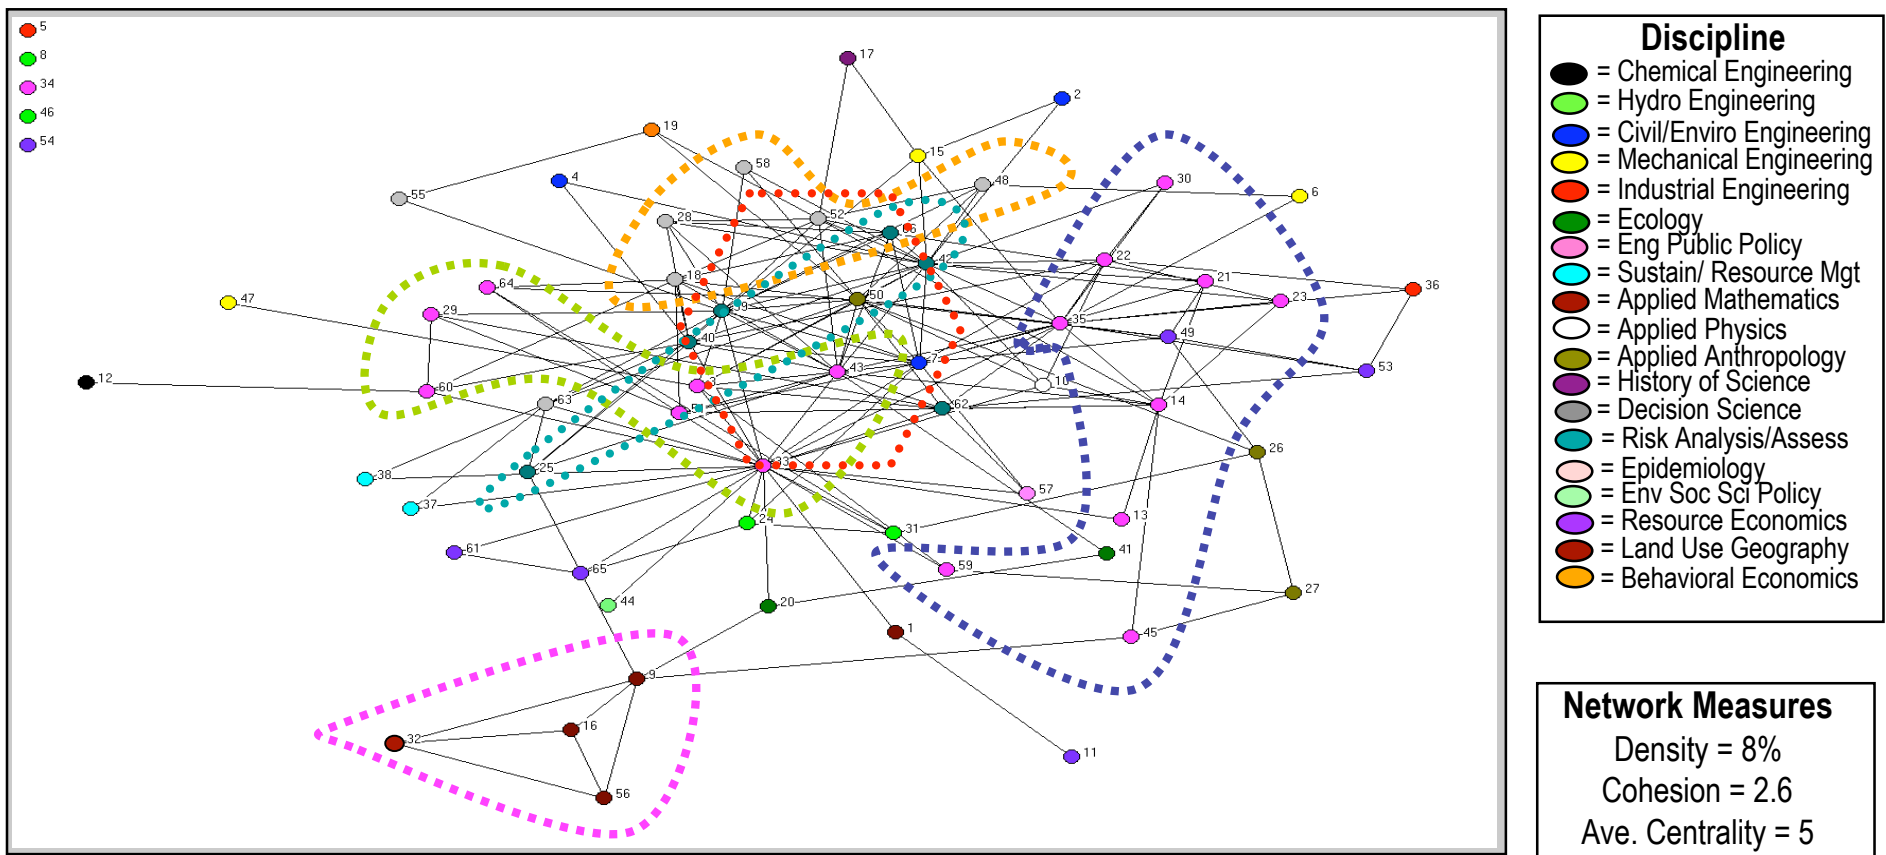 5
8
34
46
54
17
2
19
15
58
4
48
30
55
6
28
52
66
42
22
18
21
64
36
50
23
47
29
39
35
49
40
7
43
53
12
3
10
60
63
62
14
26
25
33
38
57
37
13
24
31
61
41
65
59
27
44
20
1
45
9
16
32
11
56
Discipline
= Chemical Engineering
= Hydro Engineering
= Civil/Enviro Engineering
= Mechanical Engineering
= Industrial Engineering
= Ecology
= Eng Public Policy
= Sustain/ Resource Mgt
= Applied Mathematics
= Applied Physics
= Applied Anthropology
= History of Science
= Decision Science
= Risk Analysis/Assess
= Epidemiology
= Env Soc Sci Policy
= Resource Economics
= Land Use Geography
= Behavioral Economics
Network Measures
Density = 8%
Cohesion = 2.6
Ave. Centrality = 5